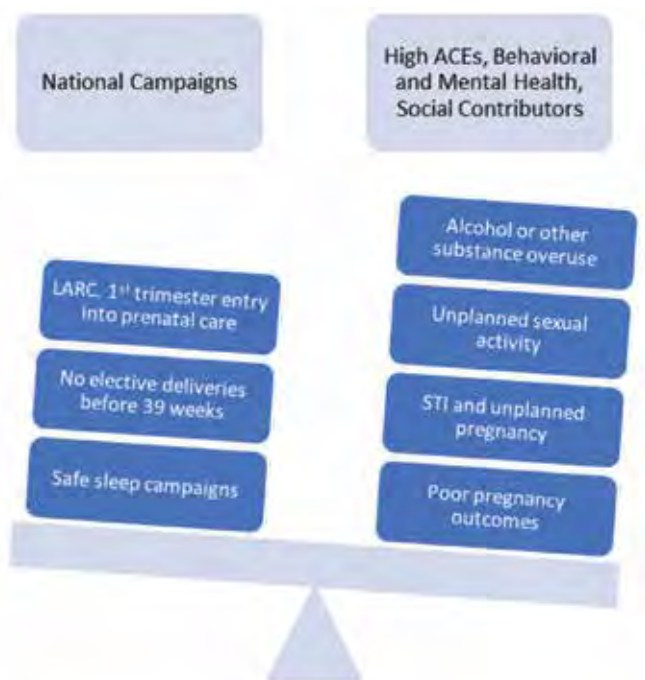 National Campaigns
High ACEs, Behavioral
and Mental Health,
Social Contributors
LARC. 1st trimester entry
into prenatal care
No elective deliveries
before 39 weeks
Safe sleep campaigns
Alcohol or other
substance overuse
Unplanned sexual
activity
STI and unplanned
pregnancy
Poor pregnancy
outcomes